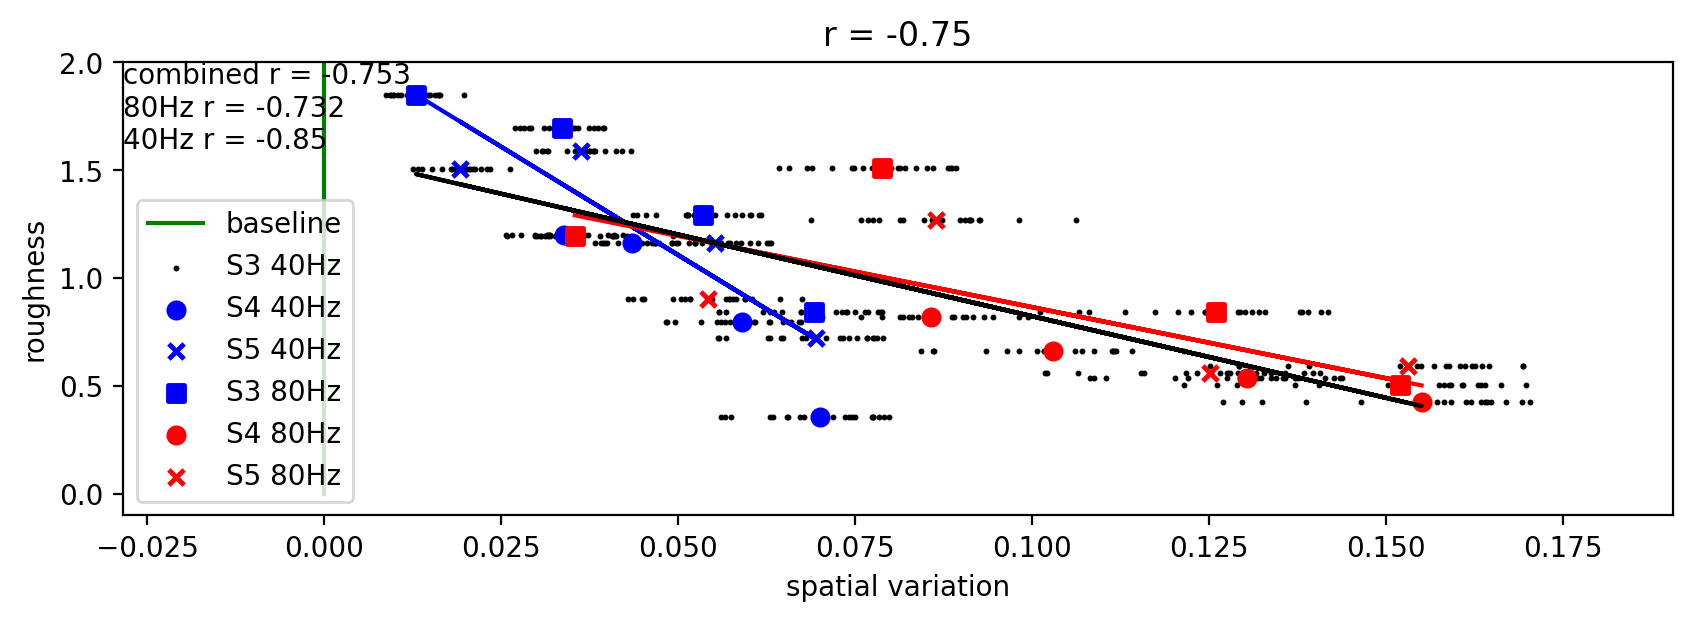 r = -0.75
combined r = -0.753
80Hz r = -0.732
40Hz r = -0.85
2.0
1.5
1.0
0.5
0.0
roughness
baseline
S3 40Hz
S4 40Hz
S5 40Hz
S3 80Hz
S4 80Hz
S5 80Hz
−0.025 0.000 0.025 0.050 0.075 0.100 0.125 0.150 0.175
spatial variation